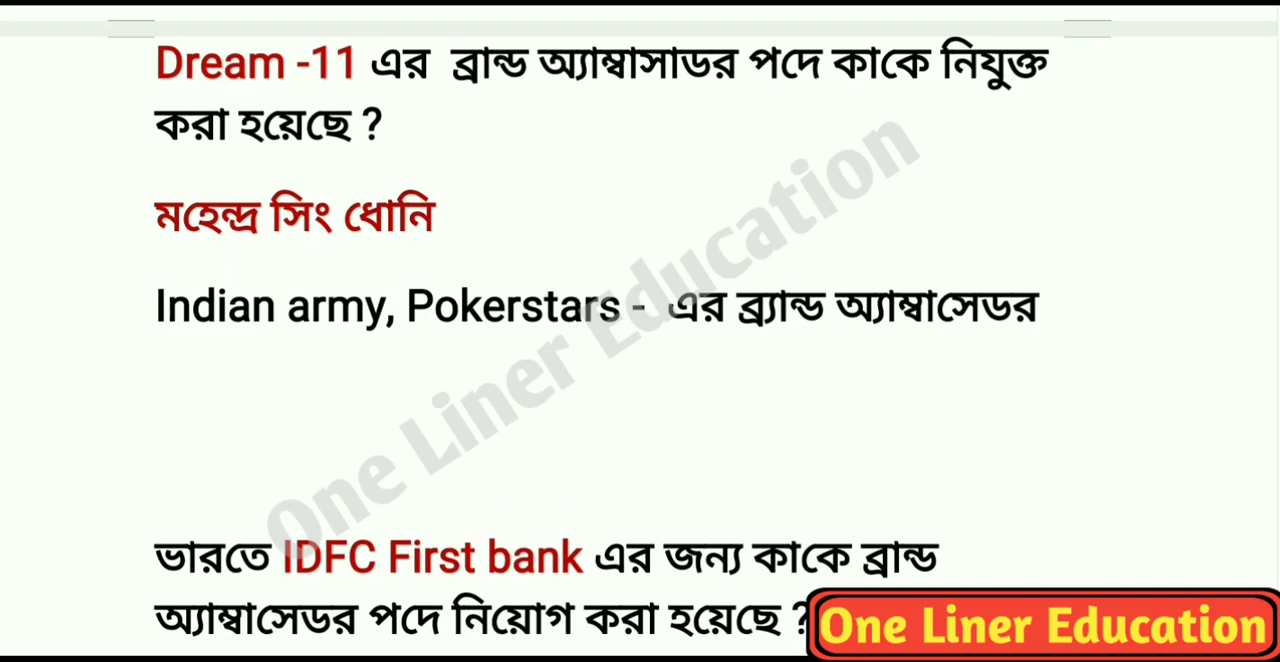 Dream -11 এর ব্রান্ড অ্যাম্বাসাডর পদে কাকে নিযুক্ত
করা হয়েছে ?
মহেন্দ্র সিং ধোনি
Indian army, Pokerstars - এর ব্র্যান্ড অ্যাম্বাসেডর
One Liner Education
ভারতে IDFC First bank এর জন্য কাকে ব্রান্ড
অ্যাম্বাসেডর পদে নিয়োগ করা হয়েছে ?
One Liner Education